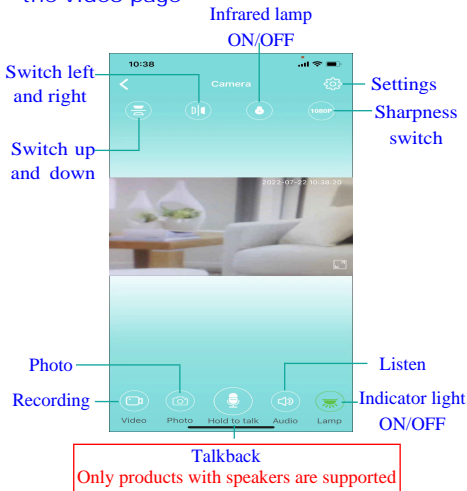 the video page
Infrared lamp
ON/OFF
10:38
Switch left
and right
Camera
Settings
1080P
Sharpness
switch
Switch up
and down
2022-07-22 10:38:20
Photo
Listen
Recording
Indicator light
ON/OFF
Video
Photo
Hold to talk
Audio
Lamp
Talkback
Only products with speakers are supported